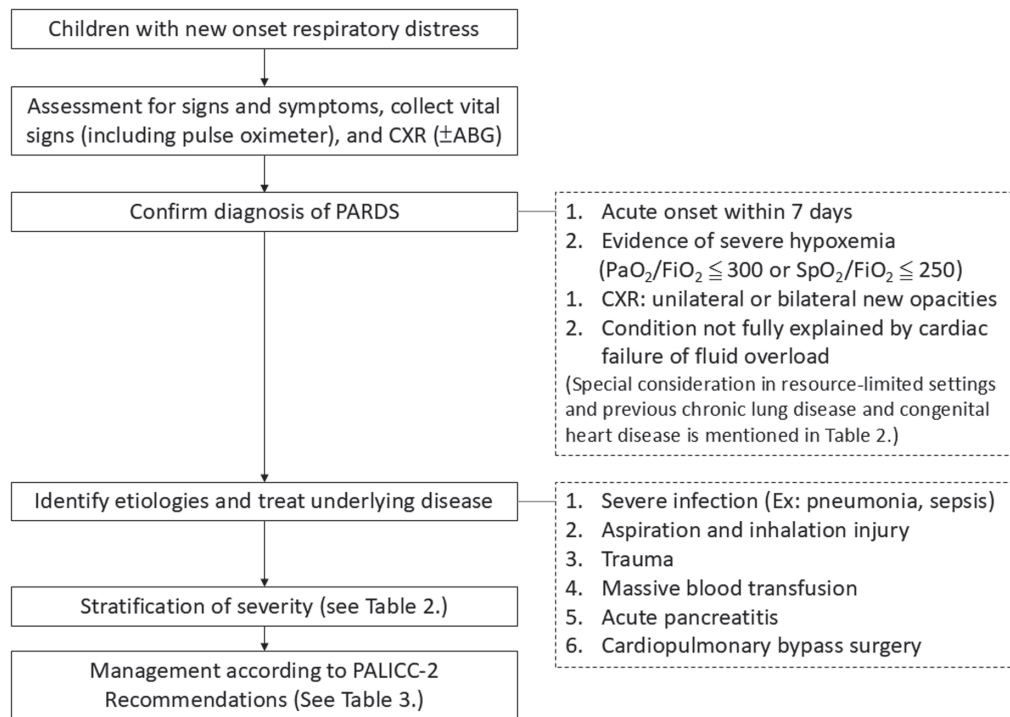 Children with new onset respiratory distress
Assessment for signs and symptoms, collect vital
signs (including pulse oximeter), and CXR (±ABG)
Confirm diagnosis of PARDS
1. Acute onset within 7 days
2. Evidence of severe hypoxemia
(PaO₂/FiO₂ ≦ 300 or SpO₂/FiO₂ ≦ 250)
1. CXR: unilateral or bilateral new opacities
2. Condition not fully explained by cardiac
failure of fluid overload
(Special consideration in resource-limited settings
and previous chronic lung disease and congenital
heart disease is mentioned in Table 2.)
Identify etiologies and treat underlying disease
1. Severe infection (Ex: pneumonia, sepsis)
2. Aspiration and inhalation injury
3. Trauma
4. Massive blood transfusion
5. Acute pancreatitis
6. Cardiopulmonary bypass surgery
Stratification of severity (see Table 2.)
Management according to PALICC-2
Recommendations (See Table 3.)